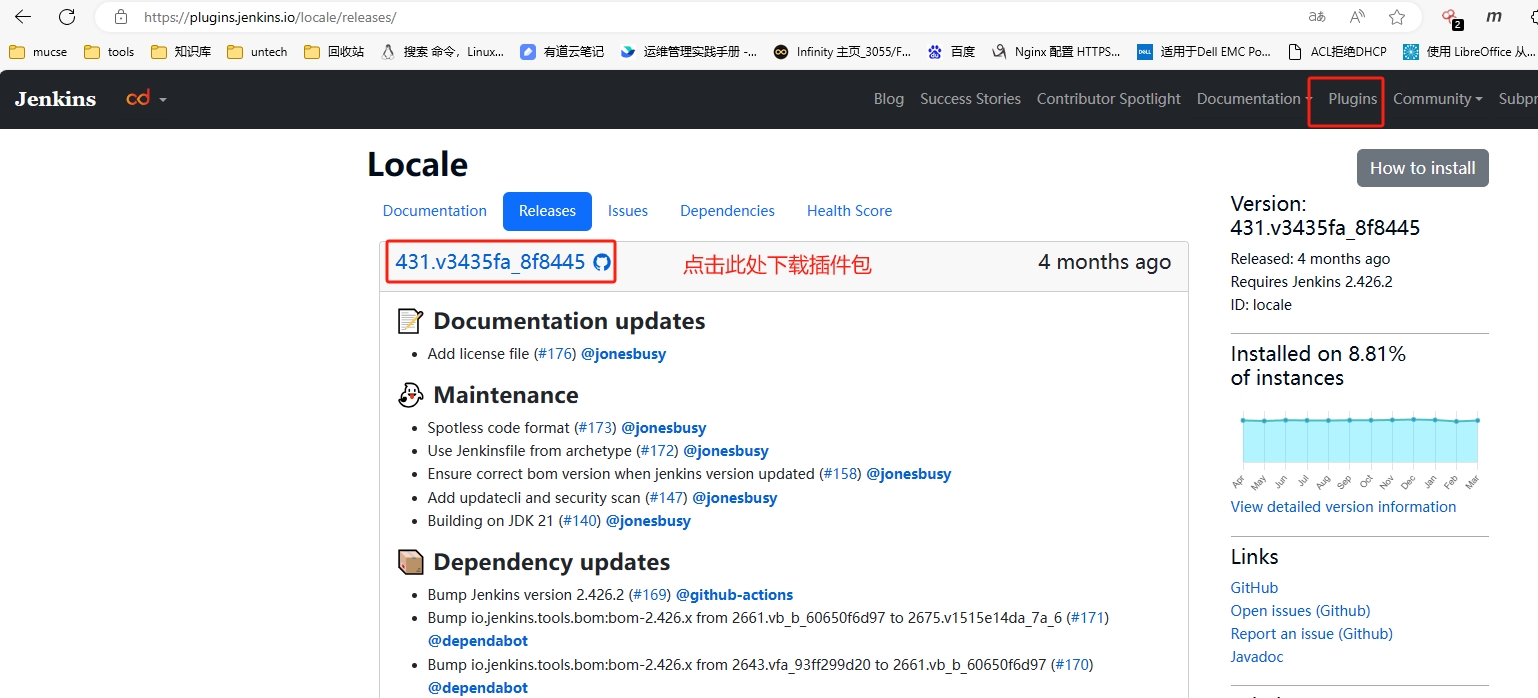 https://plugins.jenkins.io/locale/releases/
aあ
A
2
m
mucse
tools
知识库
untech
回收站
搜索 命令，Linux...
有道云笔记
运维管理实践手册 -...
Infinity 主页_3055/F...
百度
Nginx 配置 HTTPS...
DELL
适用于Dell EMC Po...
ACL拒绝DHCP
使用 LibreOffice 从...
Jenkins
cd
Blog
Success Stories
Contributor Spotlight
Documentation
Plugins
Community
Subpr
Locale
How to install
Documentation
Releases
Issues
Dependencies
Health Score
431.v3435fa_8f8445
点击此处下载插件包
4 months ago
Documentation updates
Add license file (#176) @jonesbusy
Maintenance
Spotless code format (#173) @jonesbusy
Use Jenkinsfile from archetype (#172) @jonesbusy
Ensure correct bom version when jenkins version updated (#158) @jonesbusy
Add updatecli and security scan (#147) @jonesbusy
Building on JDK 21 (#140) @jonesbusy
Dependency updates
Bump Jenkins version 2.426.2 (#169) @github-actions
Bump io.jenkins.tools.bom:bom-2.426.x from 2661.vb_b_60650f6d97 to 2675.v1515e14da_7a_6 (#171)
@dependabot
Bump io.jenkins.tools.bom:bom-2.426.x from 2643.vfa_93ff299d20 to 2661.vb_b_60650f6d97 (#170)
@dependabot
Version:
431.v3435fa_8f8445
Released: 4 months ago
Requires Jenkins 2.426.2
ID: locale
Installed on 8.81%
of instances
Apr
May
Jun
Jul
Aug
Sep
Oct
Nov
Dec
Jan
Feb
Mar
View detailed version information
Links
GitHub
Open issues (Github)
Report an issue (Github)
Javadoc